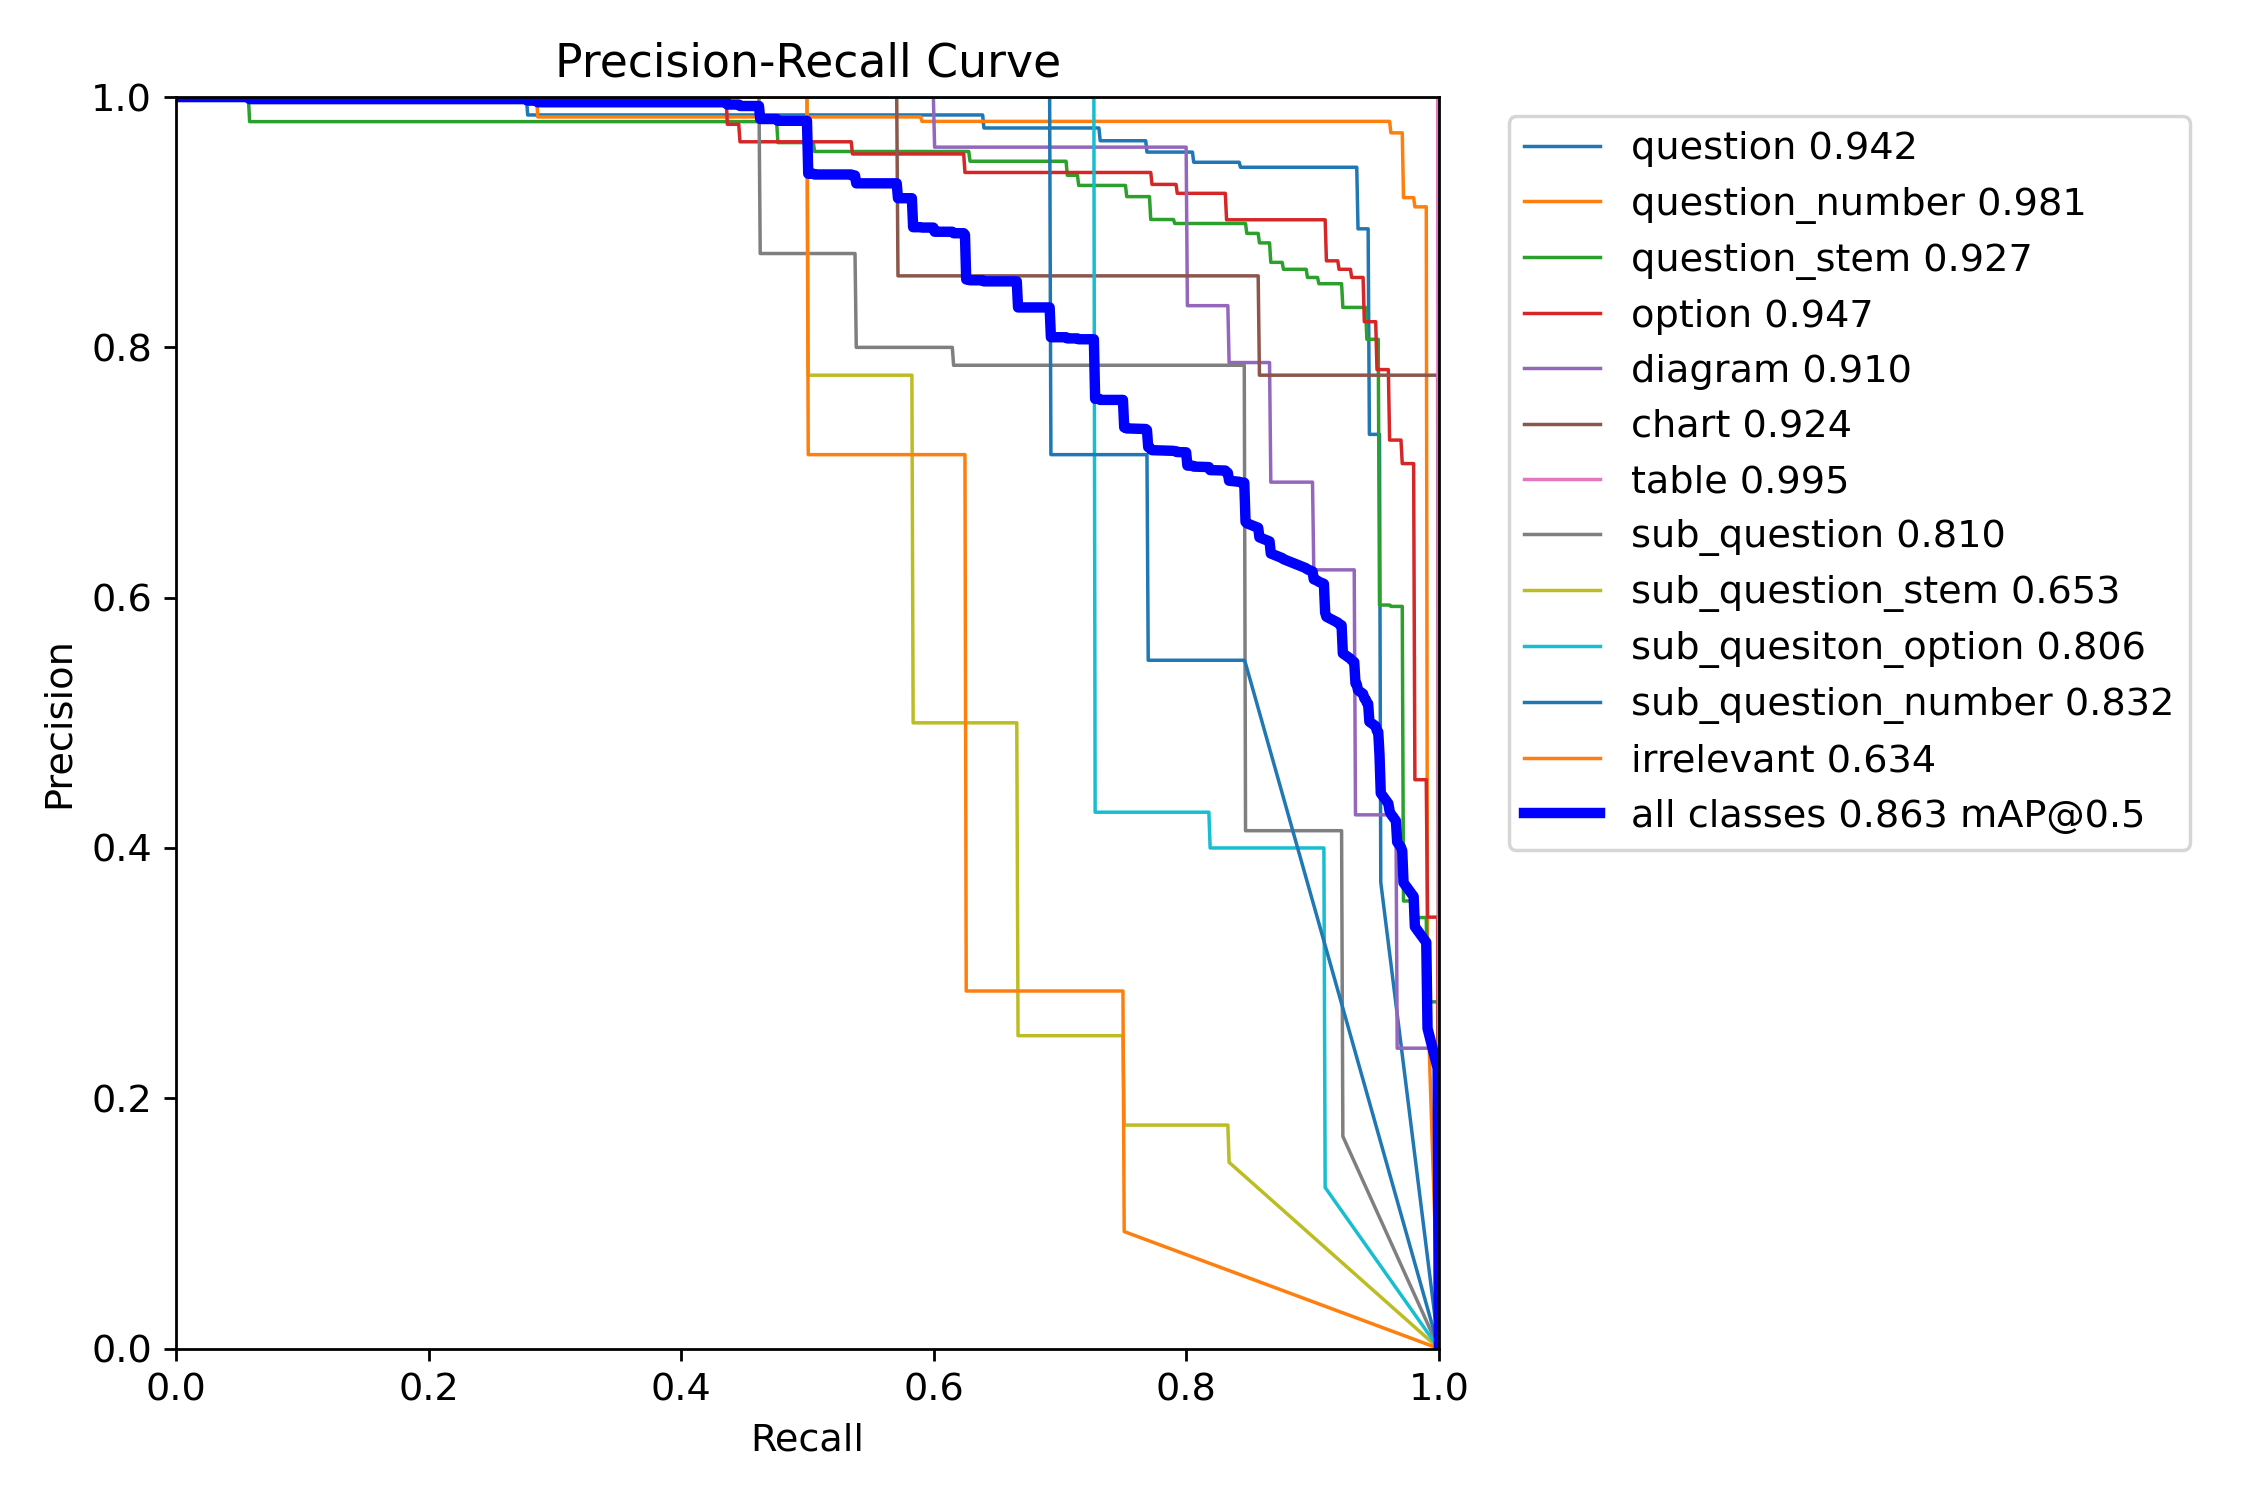 Precision-Recall Curve
1.0
0.8
0.6
0.4
0.2
0.0
Precision
0.0 0.2 0.4 0.6 0.8 1.0
Recall
question 0.942
question_number 0.981
question_stem 0.927
option 0.947
diagram 0.910
chart 0.924
table 0.995
sub_question 0.810
sub_question_stem 0.653
sub_quesiton_option 0.806
sub_question_number 0.832
irrelevant 0.634
all classes 0.863 mAP@0.5